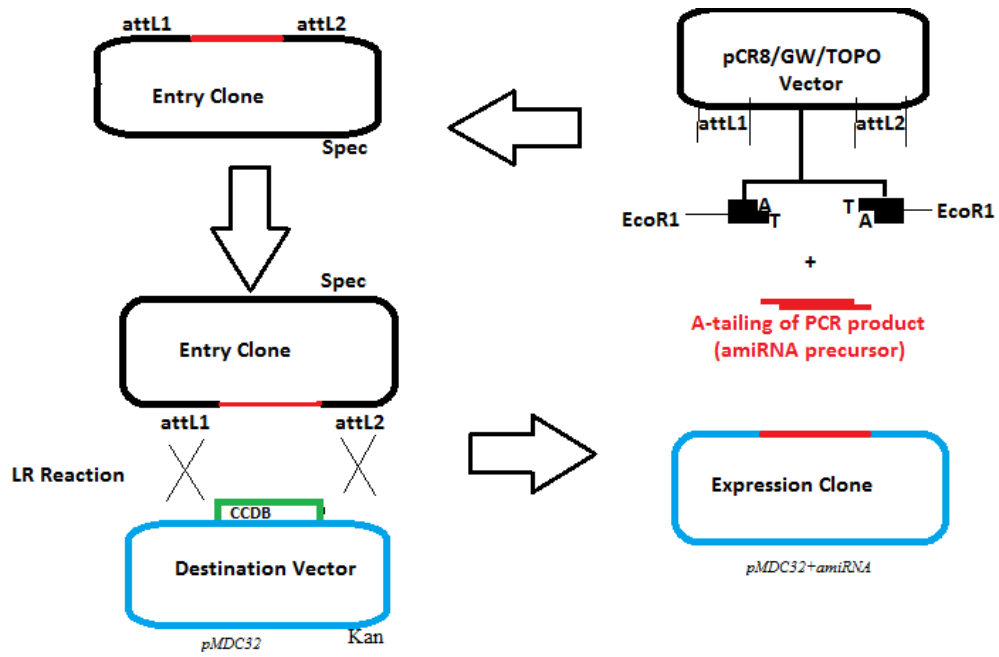 attL1 attL2
Entry Clone
Spec
pCR8/GW/TOPO
Vector
attL1 attL2
EcoR1 A T T A EcoR1
+
A-tailing of PCR product
(amiRNA precursor)
Spec
Entry Clone
attL1 attL2
LR Reaction
CCDB
Destination Vector
pMDC32 Kan
Expression Clone
pMDC32+amiRNA